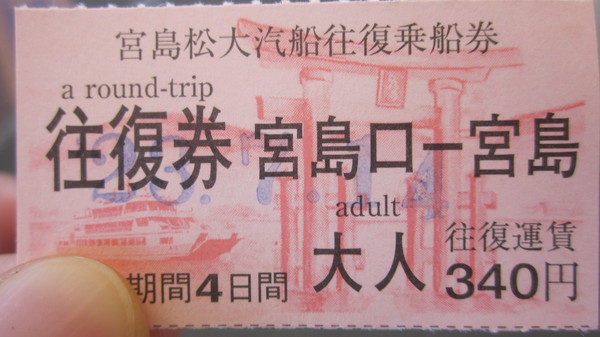 宮島松大汽船往復乗船券
a round-trip
往復券 宮島口ー宮島
adult
大人 往復運賃
期間4日間 340円